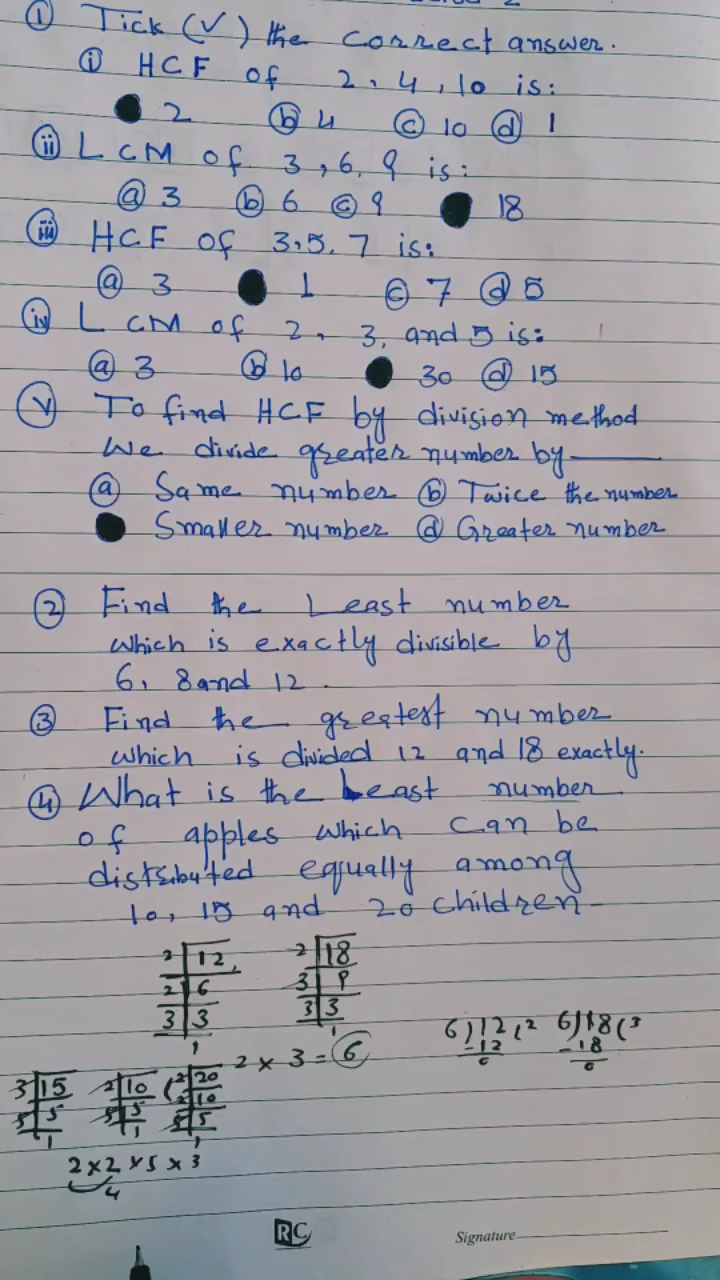 ① Tick (✓) the correct answer.
ⓘ HCF of 2, 4, 10 is:
2 ⓑ 4 ⓒ 10 ⓓ 1
ⓘⓘ LCM of 3, 6, 9 is:
ⓐ 3 ⓑ 6 ⓒ 9 18
ⓘⓘⓘ HCF of 3, 5, 7 is:
ⓐ 3 1 ⓒ 7 ⓓ 5
ⓘⓥ LCM of 2, 3, and 5 is:
ⓐ 3 ⓑ 10 30 ⓓ 15
ⓥ To find HCF by division method
We divide greater number by ———
ⓐ Same number ⓑ Twice the number
Smaller number ⓓ Greater number
② Find the Least number
which is exactly divisible by
6, 8 and 12.
③ Find the greatest number
which is divided 12 and 18 exactly.
④ What is the Least number
of apples which can be
distributed equally among
10, 15 and 20 children
2|12, 2|18
2|6 3|9
3|3 3|3
1 1
6)12(2 6)18(3
-12 -18
0 0
2 × 3 = 6
3|15 2|10 (2|20
5|5 5|5 2|10
1 1 5|5
1
2×2×5×3
4
RC
Signature